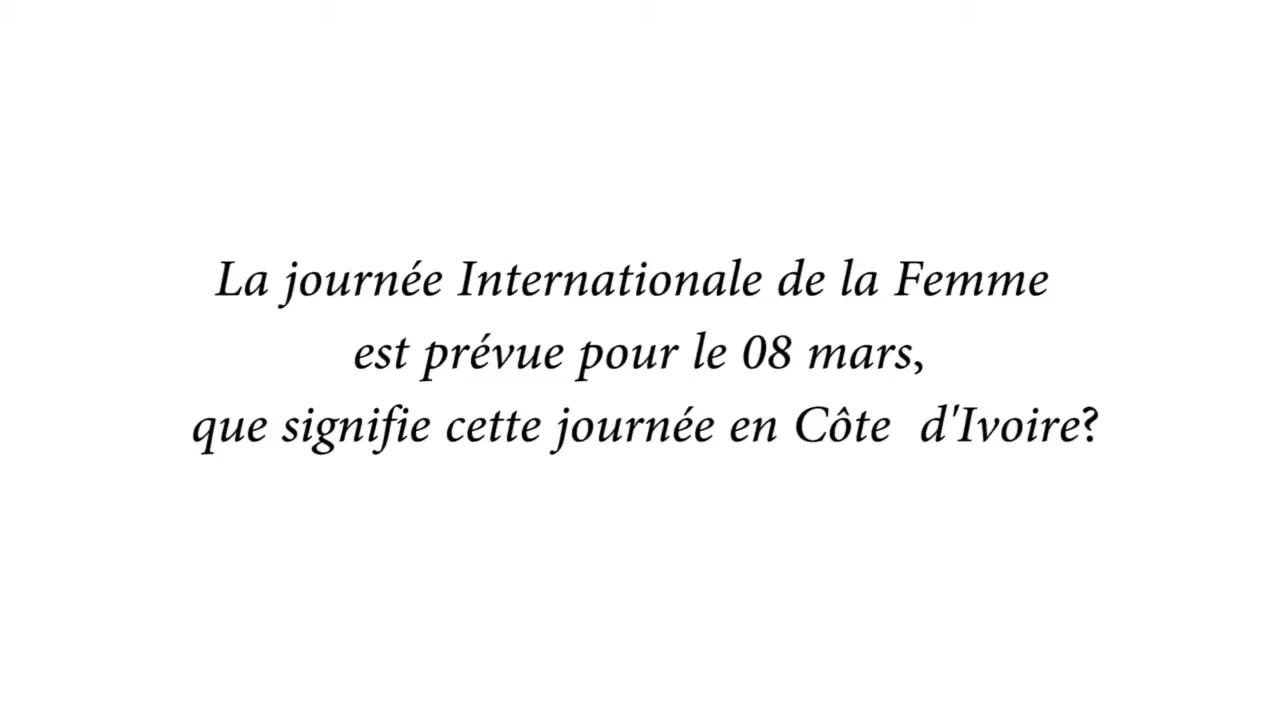 La journée Internationale de la Femme
est prévue pour le 08 mars,
que signifie cette journée en Côte  d'Ivoire?